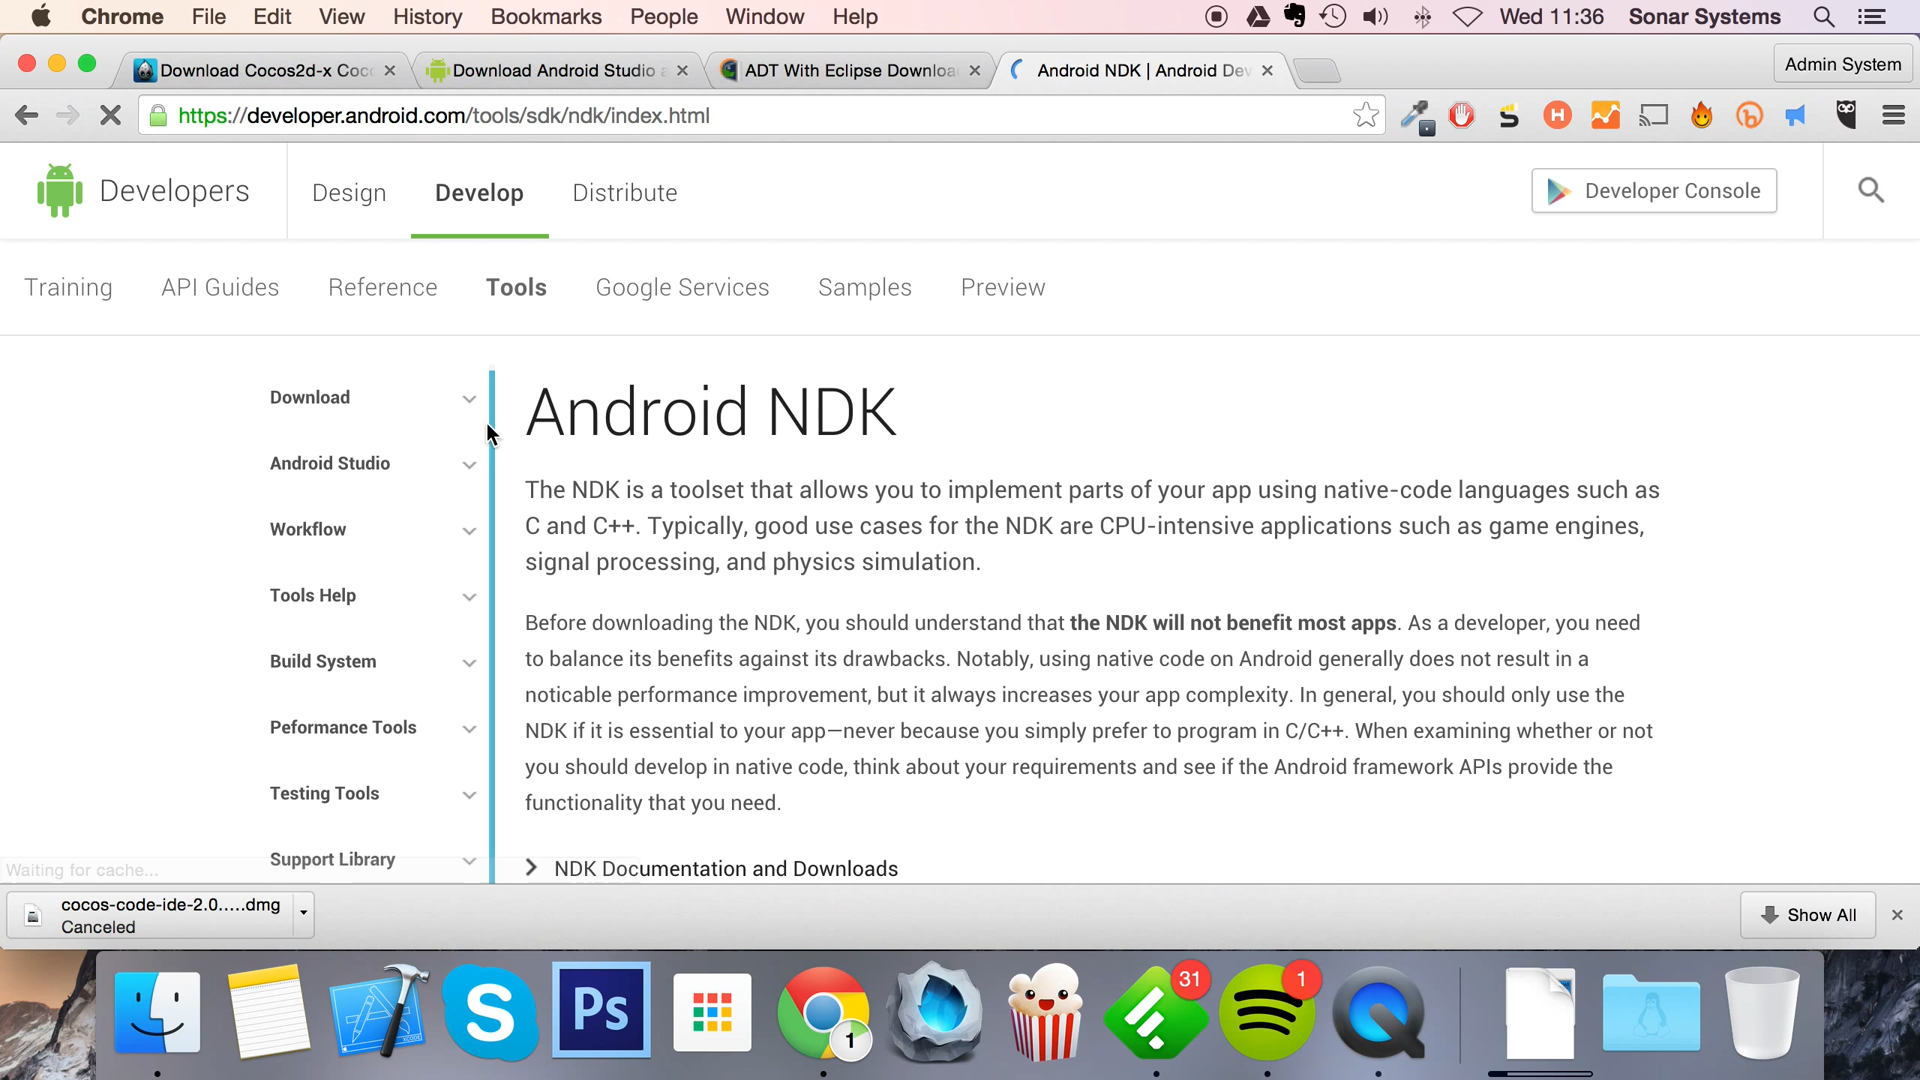 Chrome File Edit View History Bookmarks People Window Help Wed 11:36 Sonar Systems
Download Cocos2d-x Coc Download Android Studio a ADT With Eclipse Downloa Android NDK | Android Dev Admin System
https://developer.android.com/tools/sdk/ndk/index.html
Developers Design Develop Distribute Developer Console
Training API Guides Reference Tools Google Services Samples Preview
Download
Android Studio
Workflow
Tools Help
Build System
Peformance Tools
Testing Tools
Support Library
Android NDK
The NDK is a toolset that allows you to implement parts of your app using native-code languages such as
C and C++. Typically, good use cases for the NDK are CPU-intensive applications such as game engines,
signal processing, and physics simulation.
Before downloading the NDK, you should understand that the NDK will not benefit most apps. As a developer, you need
to balance its benefits against its drawbacks. Notably, using native code on Android generally does not result in a
noticable performance improvement, but it always increases your app complexity. In general, you should only use the
NDK if it is essential to your app—never because you simply prefer to program in C/C++. When examining whether or not
you should develop in native code, think about your requirements and see if the Android framework APIs provide the
functionality that you need.
NDK Documentation and Downloads
Waiting for cache...
cocos-code-ide-2.0.....dmg
Canceled
Show All
Ps
1
31
1